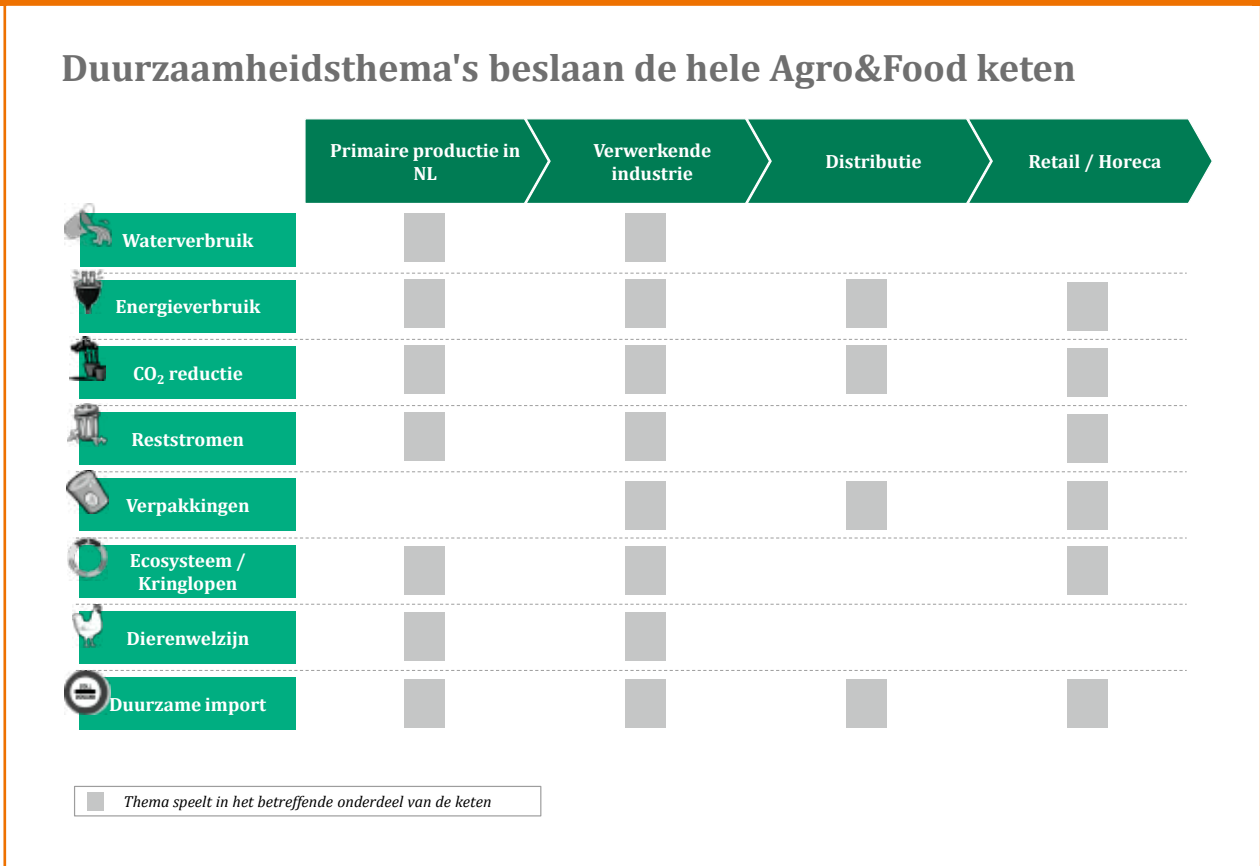 Duurzaamheidsthema's beslaan de hele Agro&Food keten
Primaire productie in
NL
Verwerkende
industrie
Distributie
Retail / Horeca
Waterverbruik
Energieverbruik
CO₂ reductie
Reststromen
Verpakkingen
Ecosysteem /
Kringlopen
Dierenwelzijn
Duurzame import
Thema speelt in het betreffende onderdeel van de keten